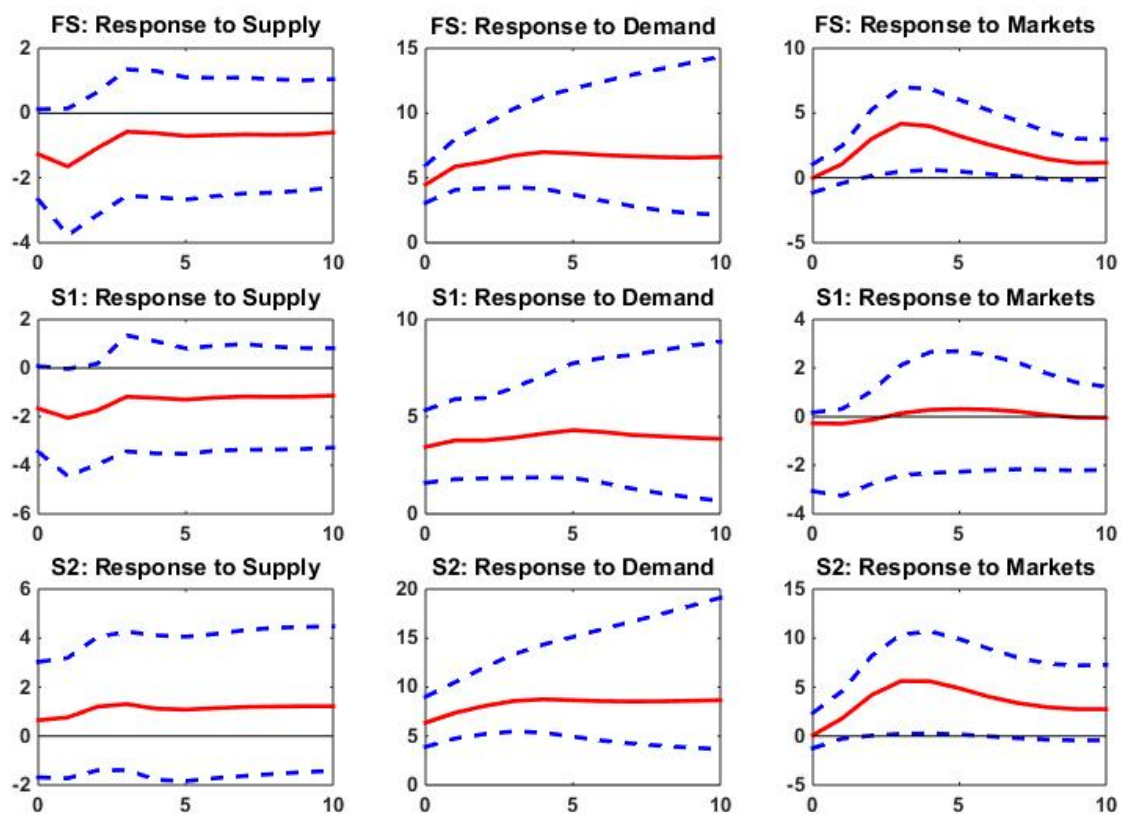 FS: Response to Supply
2
0
-2
-4
0 5 10
FS: Response to Demand
15
10
5
0
0 5 10
FS: Response to Markets
10
5
0
-5
0 5 10
S1: Response to Supply
2
0
-2
-4
-6
0 5 10
S1: Response to Demand
10
5
0
0 5 10
S1: Response to Markets
4
2
0
-2
-4
0 5 10
S2: Response to Supply
6
4
2
0
-2
0 5 10
S2: Response to Demand
20
15
10
5
0
0 5 10
S2: Response to Markets
15
10
5
0
-5
0 5 10